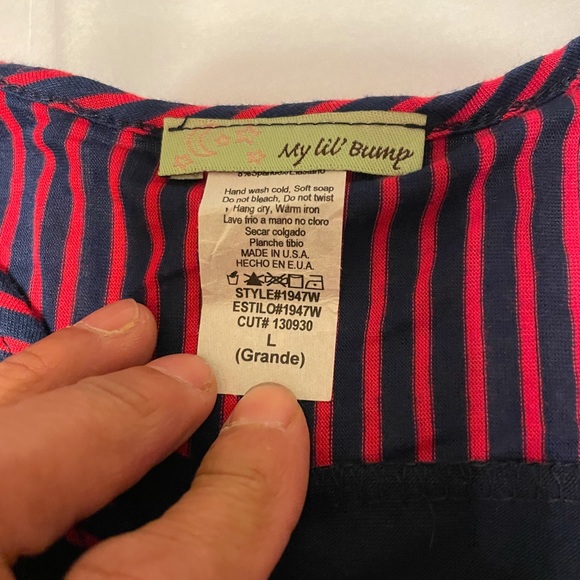 My lil' Bump
Hand wash cold, Soft soap
Do not bleach, Do not twist
Hang dry, Warm iron
Lave frio a mano no cloro
Secar colgado
Planche tibio
MADE IN U.S.A.
HECHO EN E.U.A.
STYLE#1947W
ESTILO#1947W
CUT# 130930
L
(Grande)